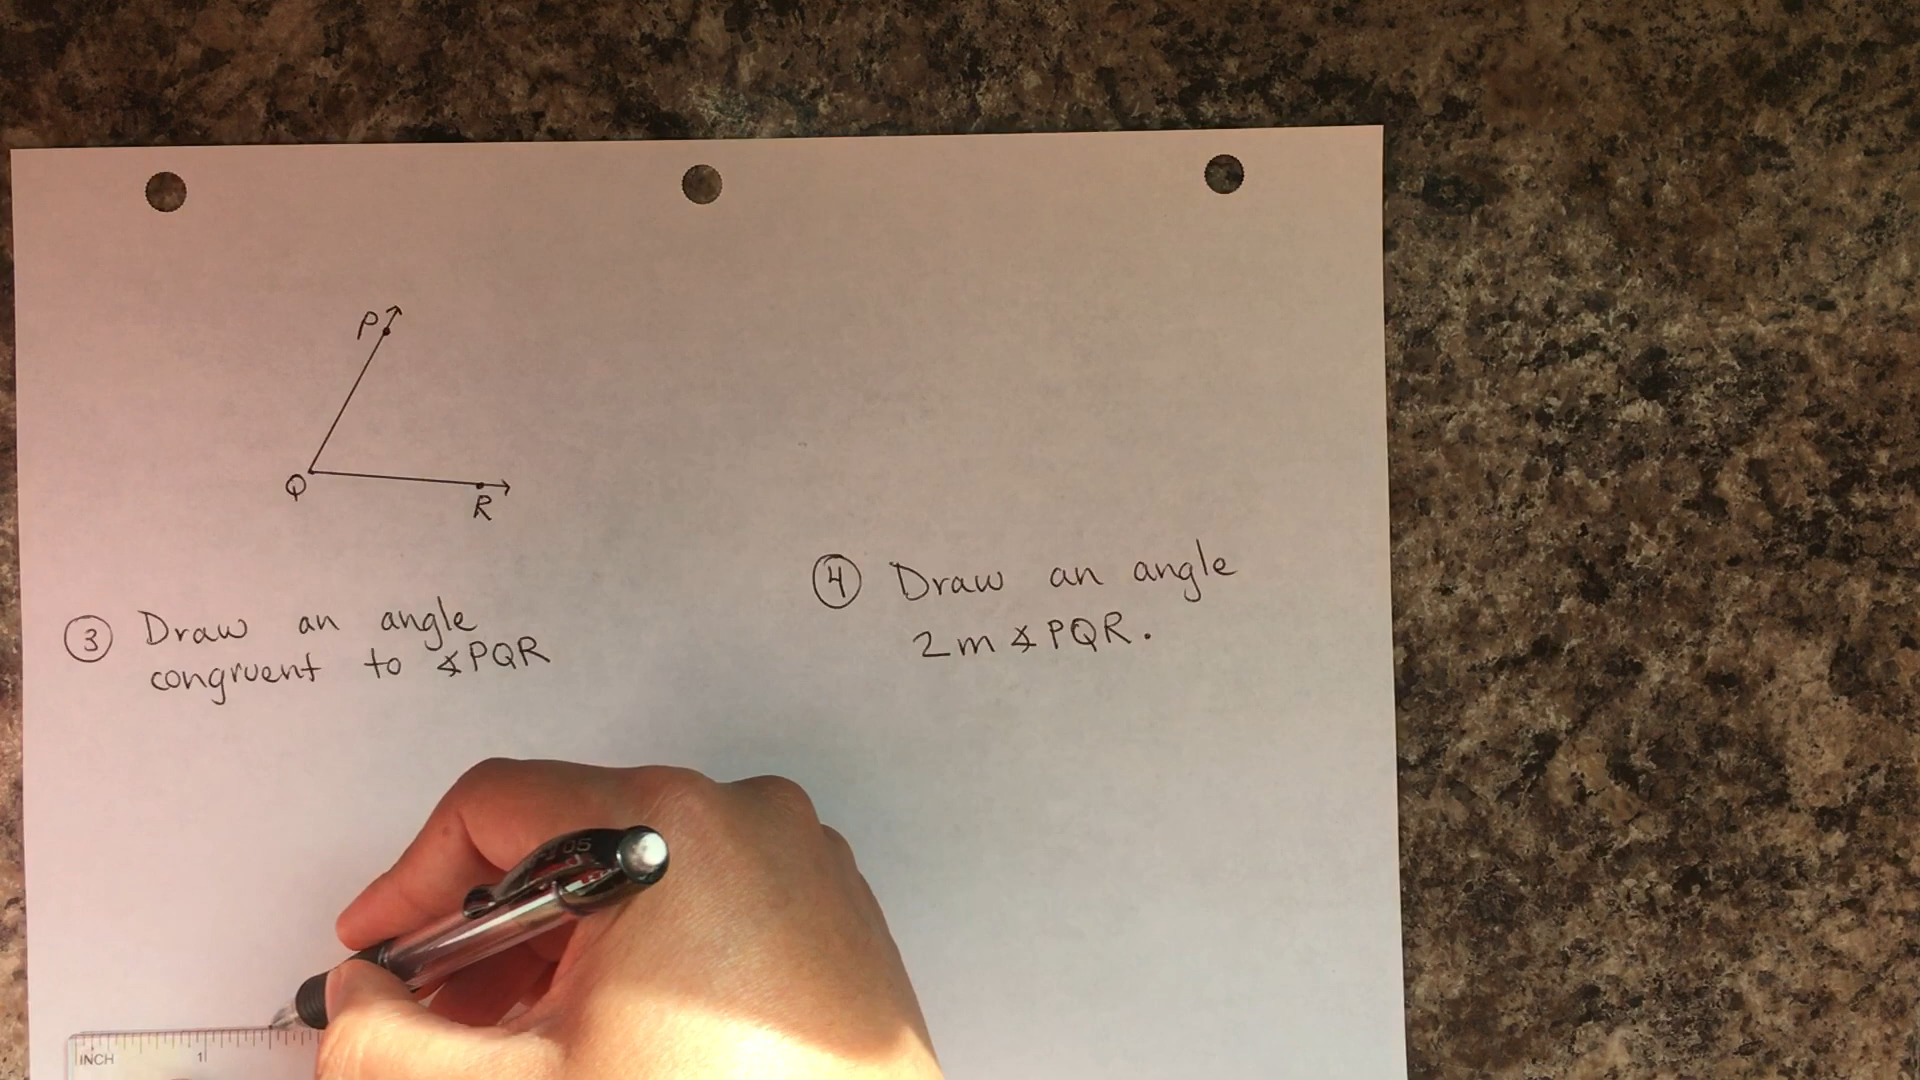 P
Q
R
③ Draw an angle
congruent to ∡PQR
④ Draw an angle
2m∡PQR.
05
INCH 1